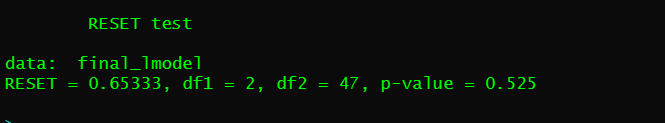 RESET test
data: final_lmodel
RESET = 0.65333, df1 = 2, df2 = 47, p-value = 0.525
>